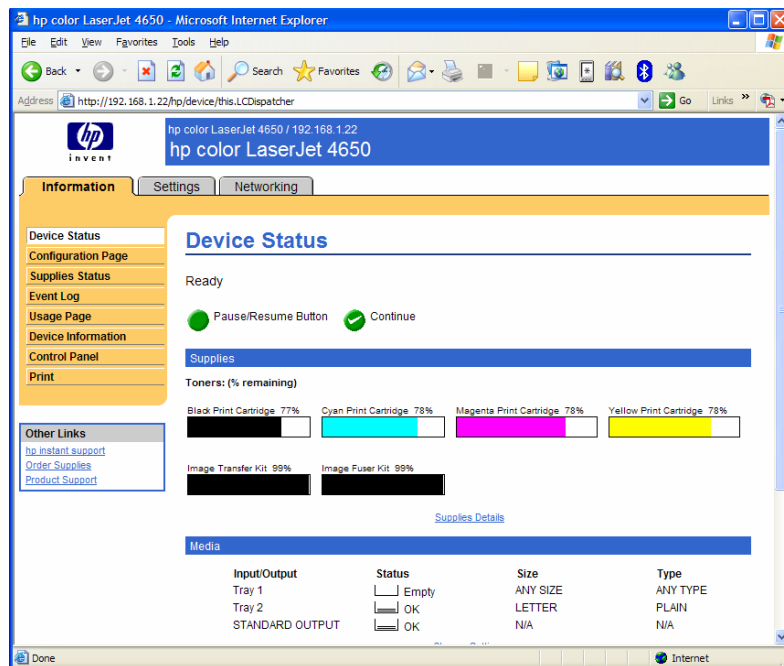 hp color LaserJet 4650 - Microsoft Internet Explorer
File Edit View Favorites Tools Help
Back Search Favorites
Address http://192.168.1.22/hp/device/this.LCDispatcher Go Links »
hp
invent
hp color LaserJet 4650 / 192.168.1.22
hp color LaserJet 4650
Information Settings Networking
Device Status
Configuration Page
Supplies Status
Event Log
Usage Page
Device Information
Control Panel
Print
Other Links
hp instant support
Order Supplies
Product Support
Device Status
Ready
Pause/Resume Button Continue
Supplies
Toners: (% remaining)
Black Print Cartridge 77% Cyan Print Cartridge 78% Magenta Print Cartridge 78% Yellow Print Cartridge 78%
Image Transfer Kit 99% Image Fuser Kit 99%
Supplies Details
Media
Input/Output Status Size Type
Tray 1 Empty ANY SIZE ANY TYPE
Tray 2 OK LETTER PLAIN
STANDARD OUTPUT OK N/A N/A
Done Internet